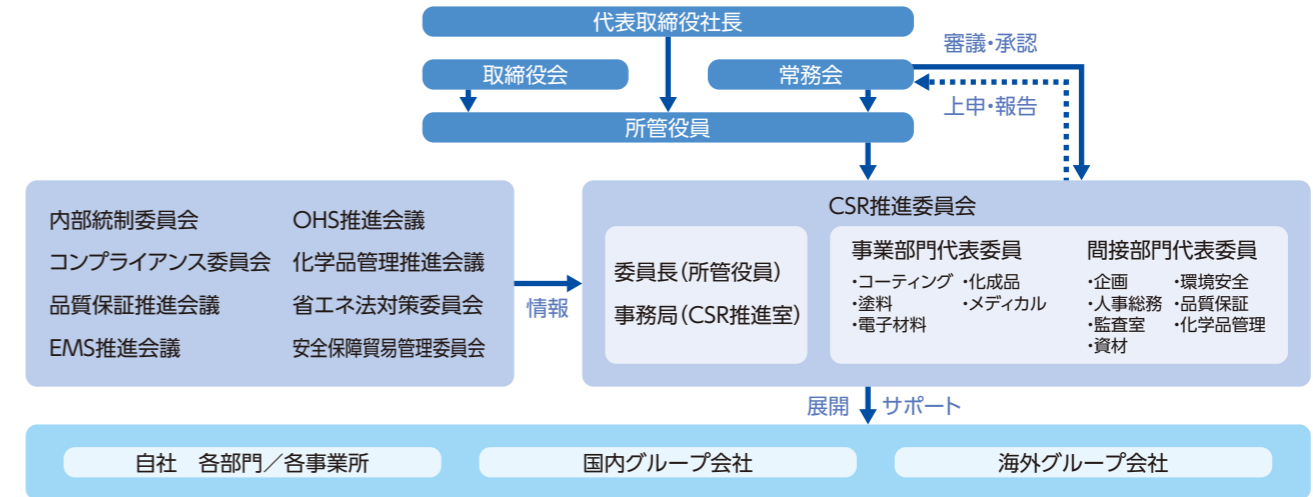 代表取締役社長
審議・承認
取締役会
常務会
上申・報告
所管役員
内部統制委員会
コンプライアンス委員会
品質保証推進会議
EMS推進会議
OHS推進会議
化学品管理推進会議
省エネ法対策委員会
安全保障貿易管理委員会
情報
CSR推進委員会
委員長（所管役員）
事務局（CSR推進室）
事業部門代表委員
・コーティング ・化成品
・塗料 ・メディカル
・電子材料
間接部門代表委員
・企画 ・環境安全
・人事総務 ・品質保証
・監査室 ・化学品管理
・資材
展開 サポート
自社　各部門／各事業所
国内グループ会社
海外グループ会社